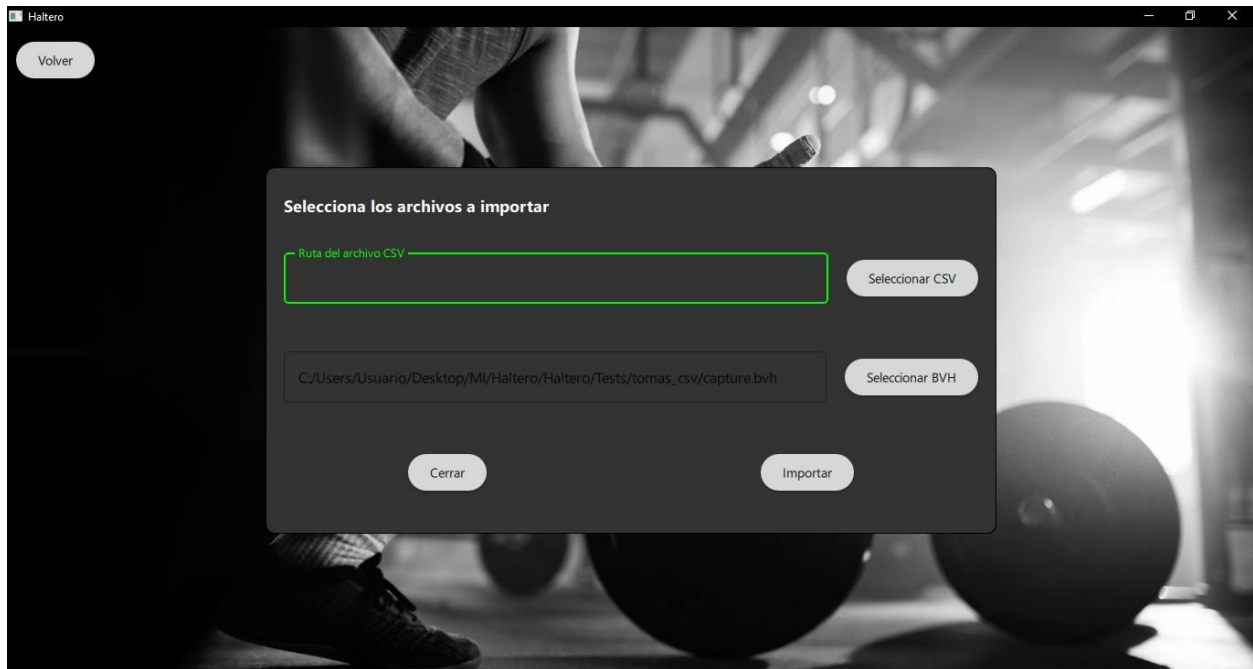 Haltero
Volver
Selecciona los archivos a importar
Ruta del archivo CSV
Seleccionar CSV
C:/Users/Usuario/Desktop/MI/Haltero/Haltero/Tests/tomas_csv/capture.bvh
Seleccionar BVH
Cerrar
Importar